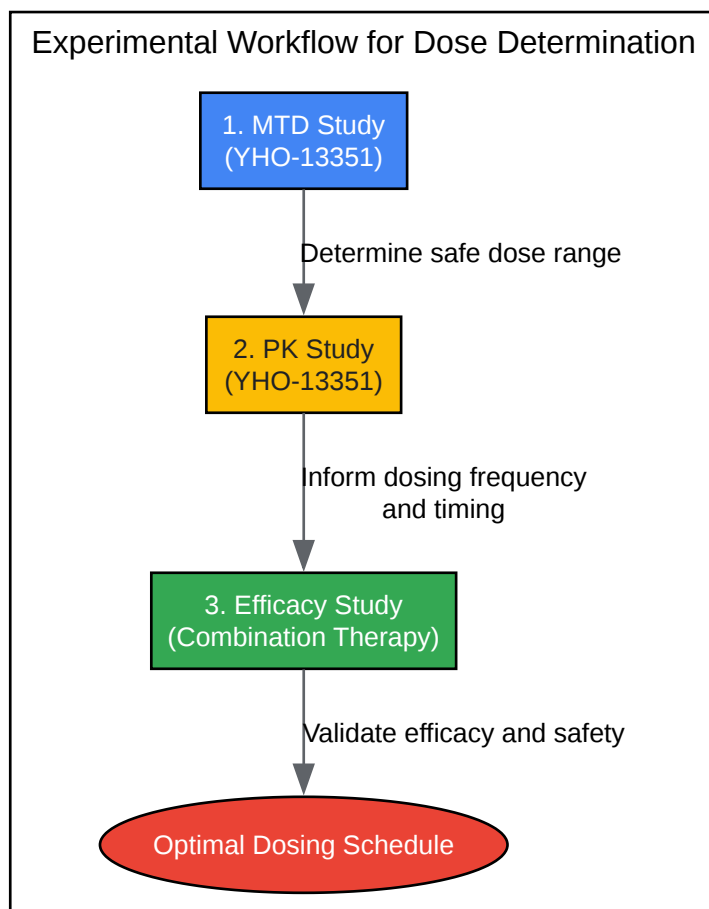 Experimental Workflow for Dose Determination
1. MTD Study
(YHO-13351)
Determine safe dose range
2. PK Study
(YHO-13351)
Inform dosing frequency
and timing
3. Efficacy Study
(Combination Therapy)
Validate efficacy and safety
Optimal Dosing Schedule